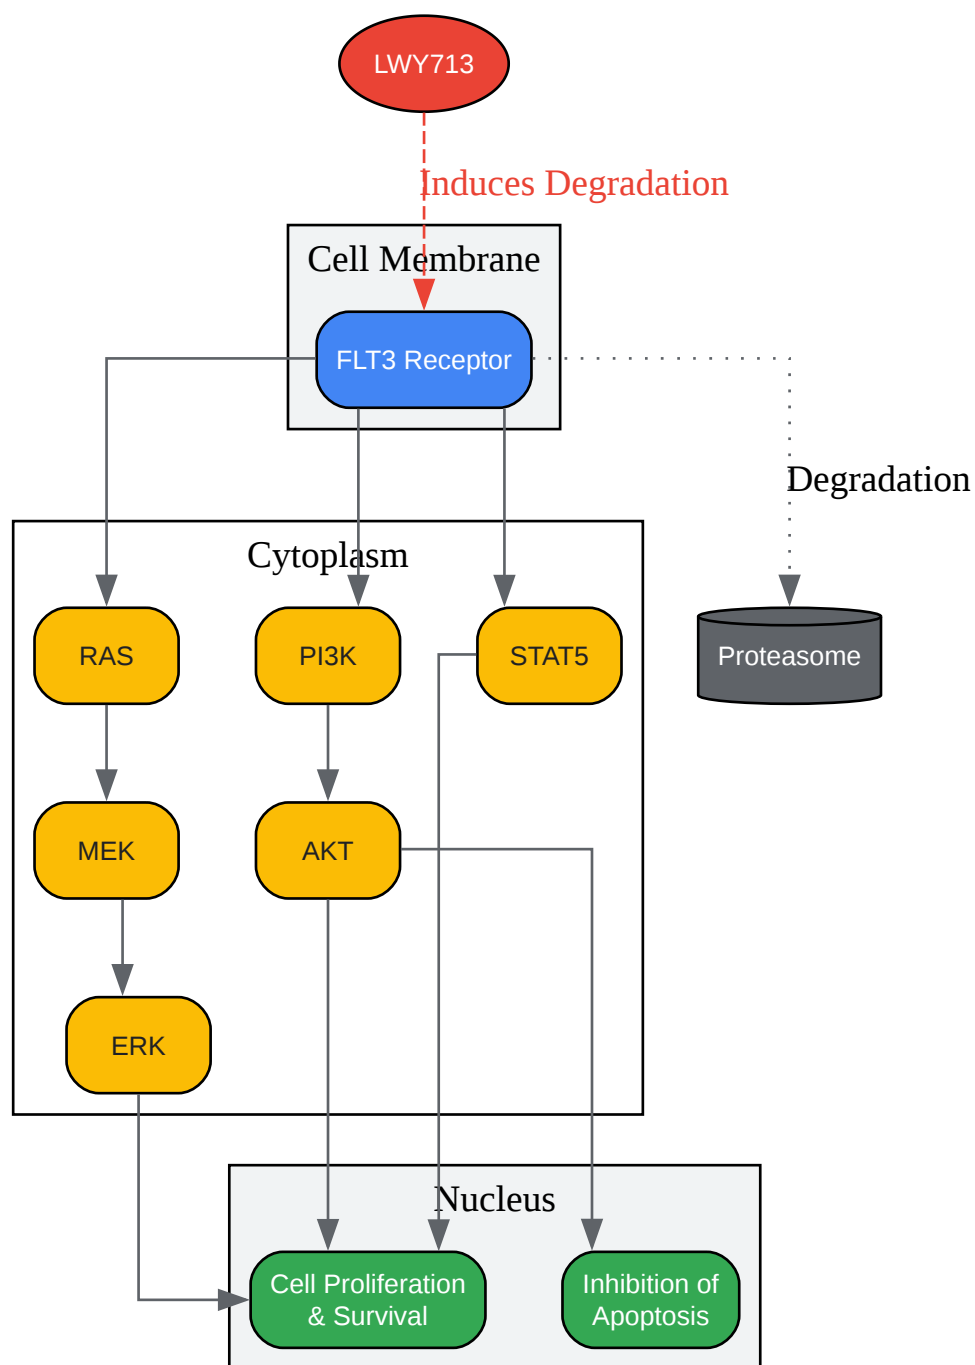 LWY713
Induces Degradation
Cell Membrane
FLT3 Receptor
Degradation
Cytoplasm
RAS
PI3K
STAT5
Proteasome
MEK
AKT
ERK
Nucleus
Cell Proliferation
& Survival
Inhibition of
Apoptosis